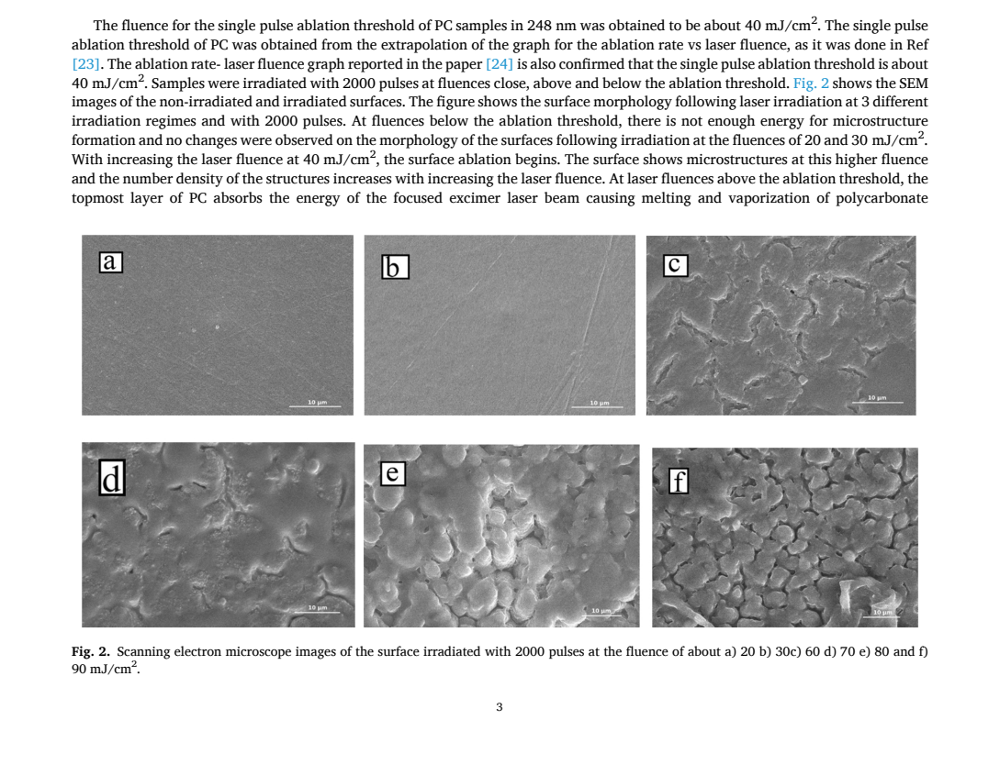 The fluence for the single pulse ablation threshold of PC samples in 248 nm was obtained to be about 40 mJ/cm². The single pulse
ablation threshold of PC was obtained from the extrapolation of the graph for the ablation rate vs laser fluence, as it was done in Ref
[23]. The ablation rate- laser fluence graph reported in the paper [24] is also confirmed that the single pulse ablation threshold is about
40 mJ/cm². Samples were irradiated with 2000 pulses at fluences close, above and below the ablation threshold. Fig. 2 shows the SEM
images of the non-irradiated and irradiated surfaces. The figure shows the surface morphology following laser irradiation at 3 different
irradiation regimes and with 2000 pulses. At fluences below the ablation threshold, there is not enough energy for microstructure
formation and no changes were observed on the morphology of the surfaces following irradiation at the fluences of 20 and 30 mJ/cm².
With increasing the laser fluence at 40 mJ/cm², the surface ablation begins. The surface shows microstructures at this higher fluence
and the number density of the structures increases with increasing the laser fluence. At laser fluences above the ablation threshold, the
topmost layer of PC absorbs the energy of the focused excimer laser beam causing melting and vaporization of polycarbonate
a
10 μm
b
10 μm
c
10 μm
d
10 μm
e
10 μm
f
10 μm
Fig. 2. Scanning electron microscope images of the surface irradiated with 2000 pulses at the fluence of about a) 20 b) 30c) 60 d) 70 e) 80 and f)
90 mJ/cm².
3